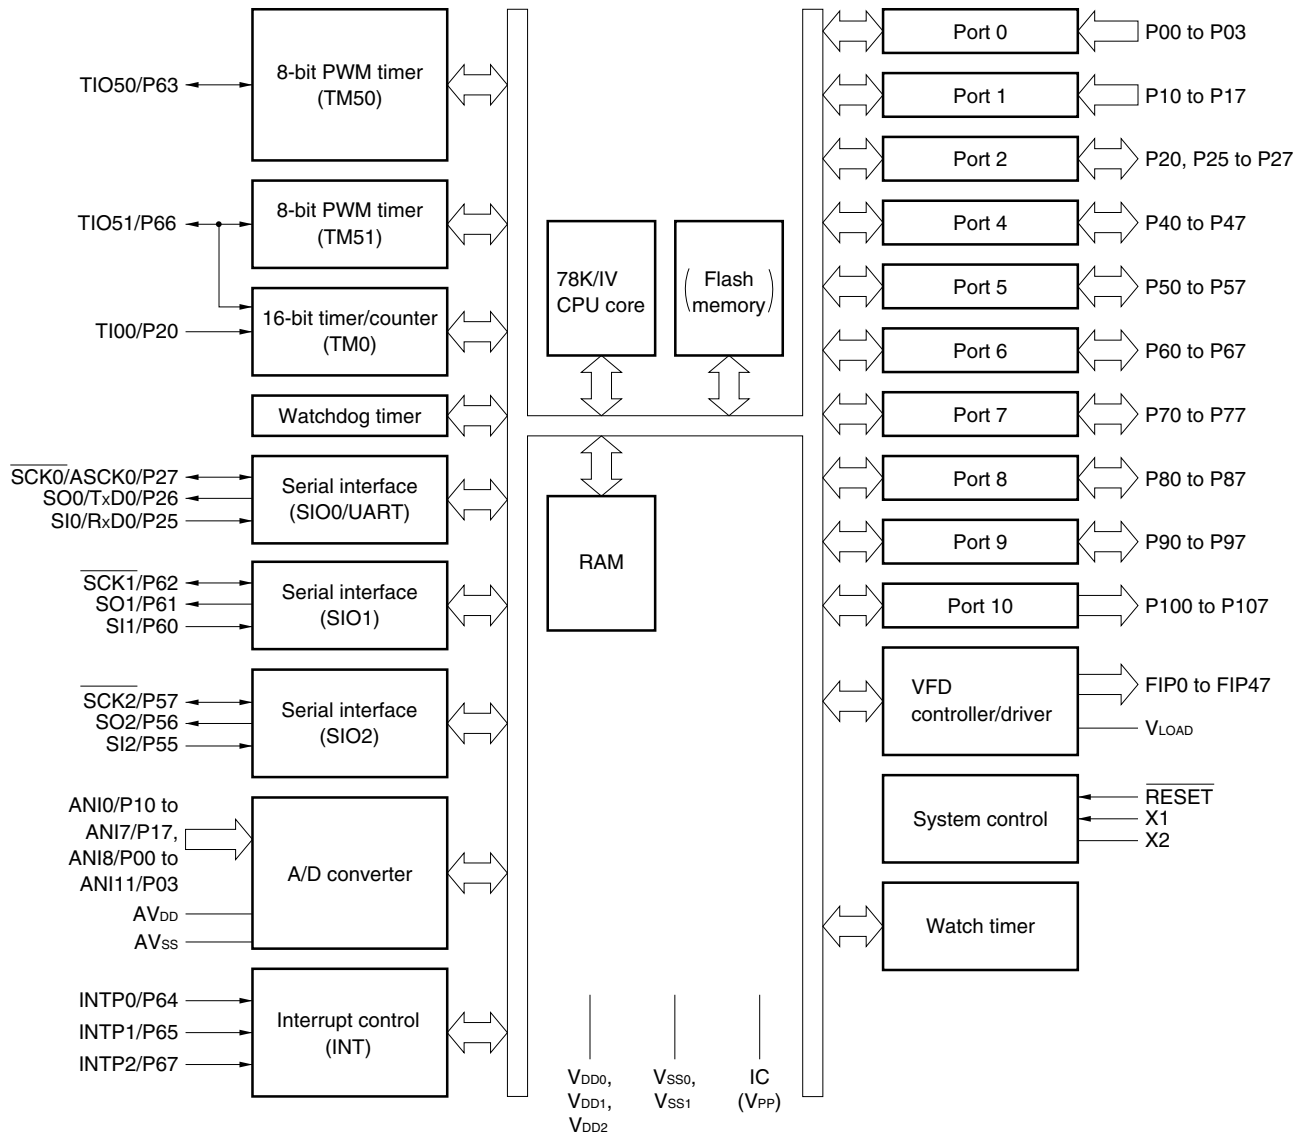 TIO50/P63
8-bit PWM timer
(TM50)
TIO51/P66
8-bit PWM timer
(TM51)
TI00/P20
16-bit timer/counter
(TM0)
Watchdog timer
SCK0/ASCK0/P27
SO0/TxD0/P26
SI0/RxD0/P25
Serial interface
(SIO0/UART)
SCK1/P62
SO1/P61
SI1/P60
Serial interface
(SIO1)
SCK2/P57
SO2/P56
SI2/P55
Serial interface
(SIO2)
ANI0/P10 to
ANI7/P17,
ANI8/P00 to
ANI11/P03
AVDD
AVSS
A/D converter
INTP0/P64
INTP1/P65
INTP2/P67
Interrupt control
(INT)
78K/IV
CPU core
(Flash
memory)
RAM
VDD0,
VDD1,
VDD2
VSS0,
VSS1
IC
(VPP)
Port 0
P00 to P03
Port 1
P10 to P17
Port 2
P20, P25 to P27
Port 4
P40 to P47
Port 5
P50 to P57
Port 6
P60 to P67
Port 7
P70 to P77
Port 8
P80 to P87
Port 9
P90 to P97
Port 10
P100 to P107
VFD
controller/driver
FIP0 to FIP47
VLOAD
System control
RESET
X1
X2
Watch timer